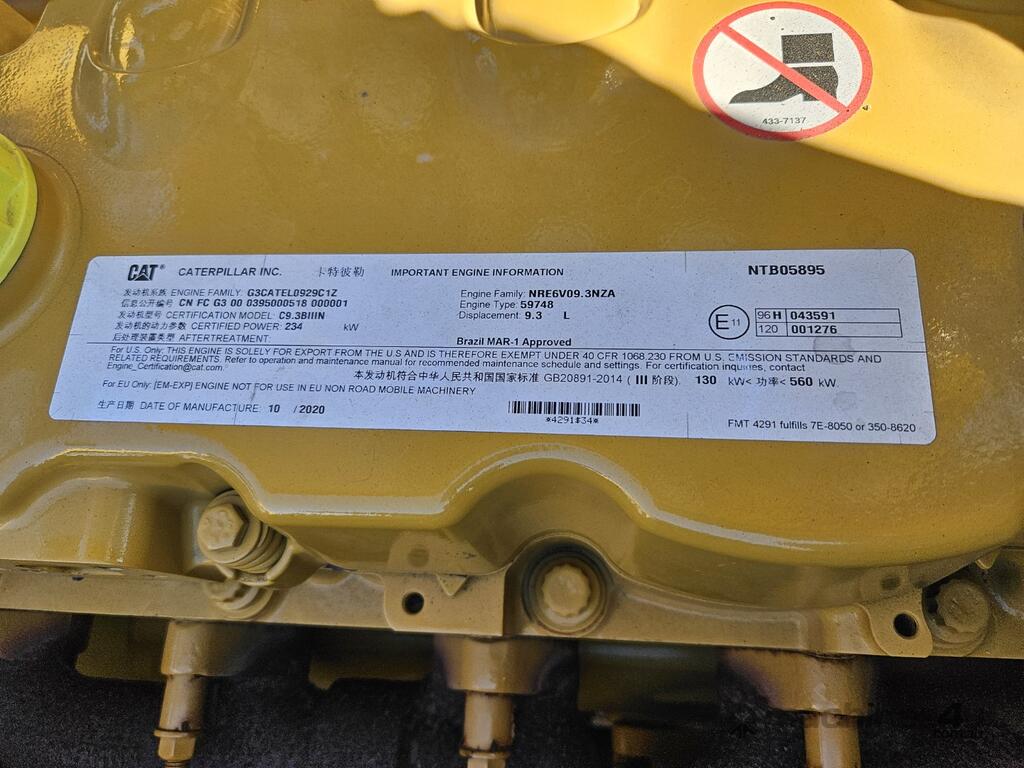 433-7137
CAT CATERPILLAR INC. 卡特彼勒 IMPORTANT ENGINE INFORMATION NTB05895
发动机系族 ENGINE FAMILY: G3CATEL0929C1Z Engine Family: NRE6V09.3NZA
信息公开编号 CN FC G3 00 0395000518 000001 Engine Type: 59748
发动机型号 CERTIFICATION MODEL: C9.3BIIIN Displacement: 9.3 L
E11 96 H 043591
发动机的动力参数 CERTIFIED POWER: 234 kW
120 001276
后处理装置类型 AFTERTREATMENT:
Brazil MAR-1 Approved
For U.S. Only: THIS ENGINE IS SOLELY FOR EXPORT FROM THE U.S AND IS THEREFORE EXEMPT UNDER 40 CFR 1068.230 FROM U.S. EMISSION STANDARDS AND
RELATED REQUIREMENTS. Refer to operation and maintenance manual for recommended maintenance schedule and settings. For certification inquiries, contact
Engine_Certification@cat.com.
本发动机符合中华人民共和国国家标准 GB20891-2014 ( III 阶段). 130 kW< 功率< 560 kW.
For EU Only: [EM-EXP] ENGINE NOT FOR USE IN EU NON ROAD MOBILE MACHINERY
生产日期 DATE OF MANUFACTURE: 10 / 2020
*4291$34*
FMT 4291 fulfills 7E-8050 or 350-8620